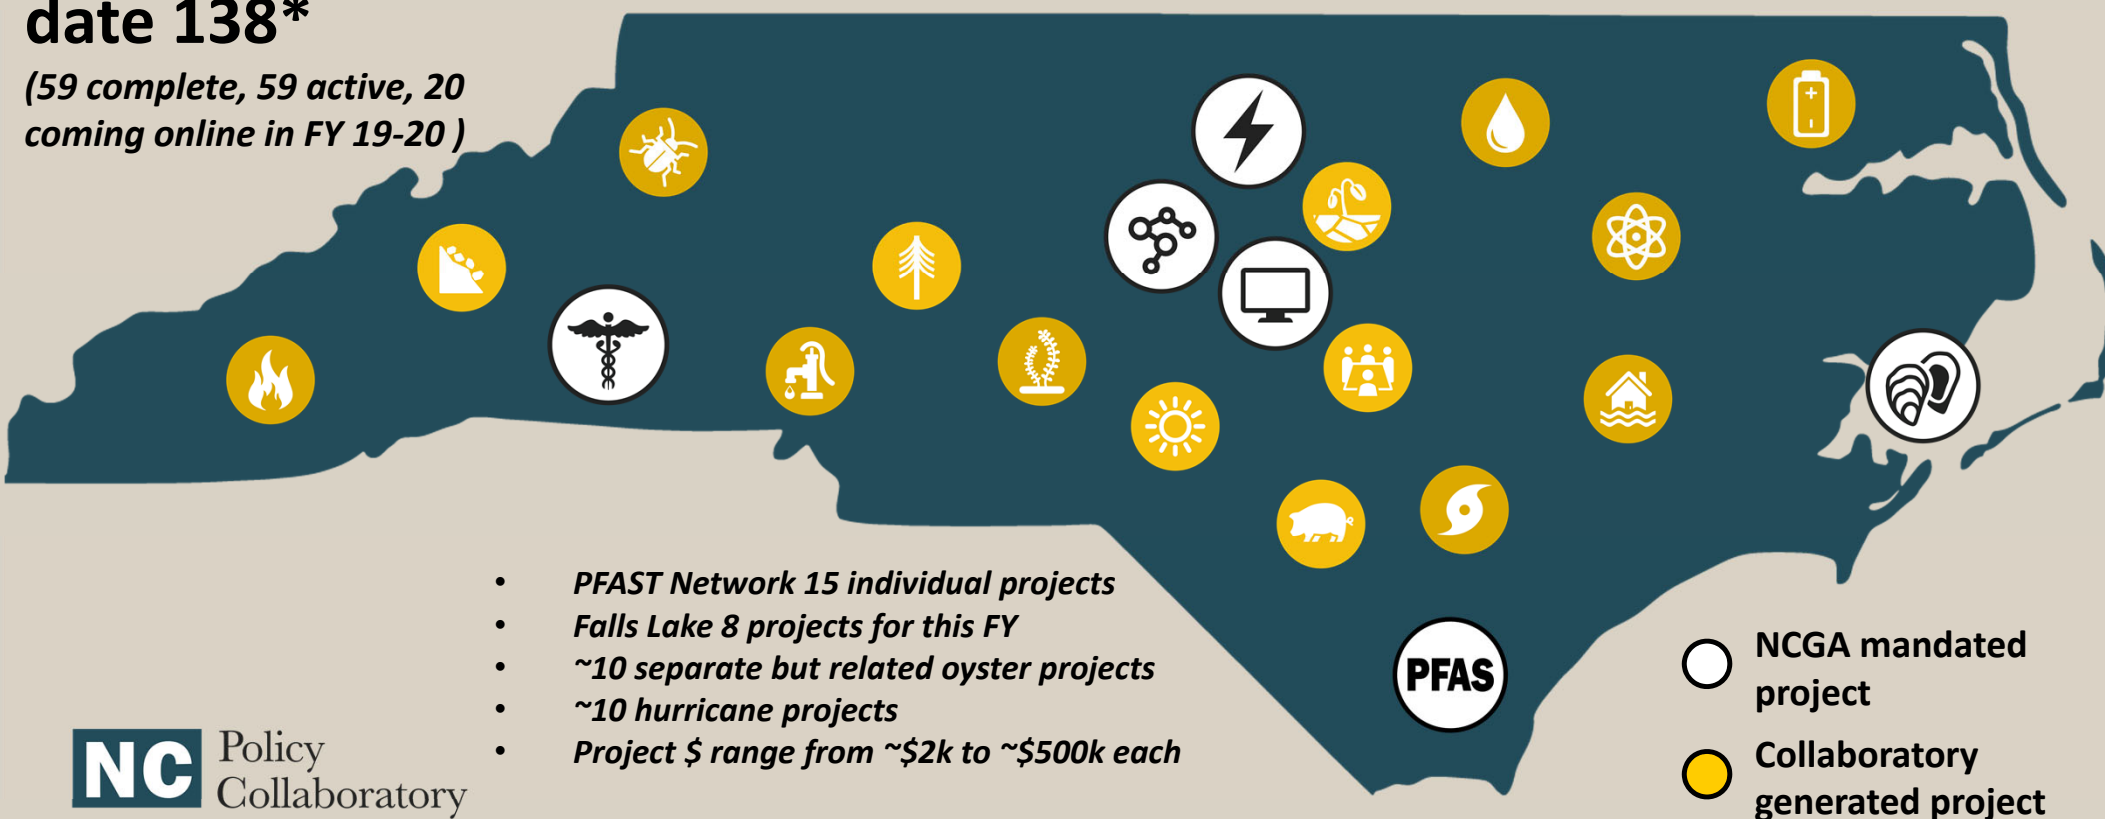 date 138*
(59 complete, 59 active, 20
coming online in FY 19-20 )
PFAS
• PFAST Network 15 individual projects
• Falls Lake 8 projects for this FY
• ~10 separate but related oyster projects
• ~10 hurricane projects
• Project $ range from ~$2k to ~$500k each
NCGA mandated
project
Collaboratory
generated project
NC Policy
Collaboratory